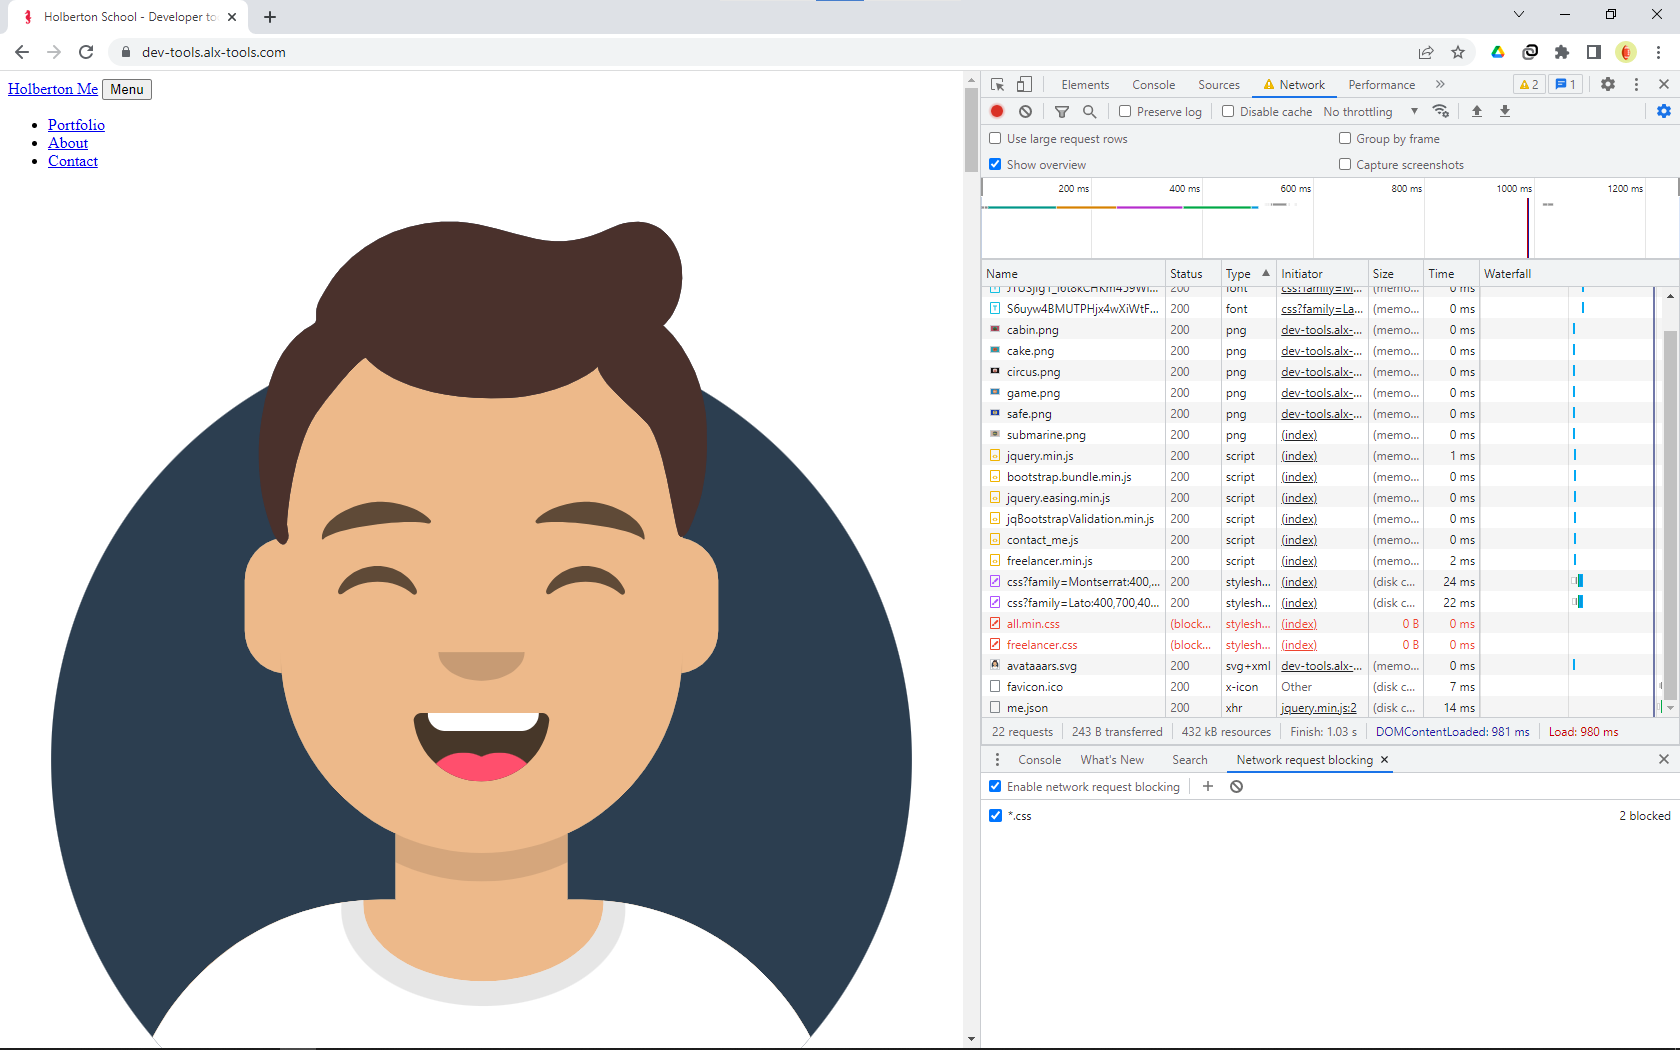 Holberton School - Developer to
dev-tools.alx-tools.com
Holberton Me Menu
Portfolio
About
Contact
Elements Console Sources Network Performance 2 1
Preserve log Disable cache No throttling
Use large request rows Group by frame
Show overview Capture screenshots
200 ms 400 ms 600 ms 800 ms 1000 ms 1200 ms
Name Status Type Initiator Size Time Waterfall
200 font css?family=M... (memo... 0 ms
S6uyw4BMUTPHjx4wXiWtF... 200 font css?family=La... (memo... 0 ms
cabin.png 200 png dev-tools.alx-... (memo... 0 ms
cake.png 200 png dev-tools.alx-... (memo... 0 ms
circus.png 200 png dev-tools.alx-... (memo... 0 ms
game.png 200 png dev-tools.alx-... (memo... 0 ms
safe.png 200 png dev-tools.alx-... (memo... 0 ms
submarine.png 200 png (index) (memo... 0 ms
jquery.min.js 200 script (index) (memo... 1 ms
bootstrap.bundle.min.js 200 script (index) (memo... 0 ms
jquery.easing.min.js 200 script (index) (memo... 0 ms
jqBootstrapValidation.min.js 200 script (index) (memo... 0 ms
contact_me.js 200 script (index) (memo... 0 ms
freelancer.min.js 200 script (index) (memo... 2 ms
css?family=Montserrat:400,... 200 stylesh... (index) (disk c... 24 ms
css?family=Lato:400,700,40... 200 stylesh... (index) (disk c... 22 ms
all.min.css (block... stylesh... (index) 0 B 0 ms
freelancer.css (block... stylesh... (index) 0 B 0 ms
avataaars.svg 200 svg+xml dev-tools.alx-... (memo... 0 ms
favicon.ico 200 x-icon Other (disk c... 7 ms
me.json 200 xhr jquery.min.js:2 (disk c... 14 ms
22 requests 243 B transferred 432 kB resources Finish: 1.03 s DOMContentLoaded: 981 ms Load: 980 ms
Console What's New Search Network request blocking
Enable network request blocking
*.css 2 blocked